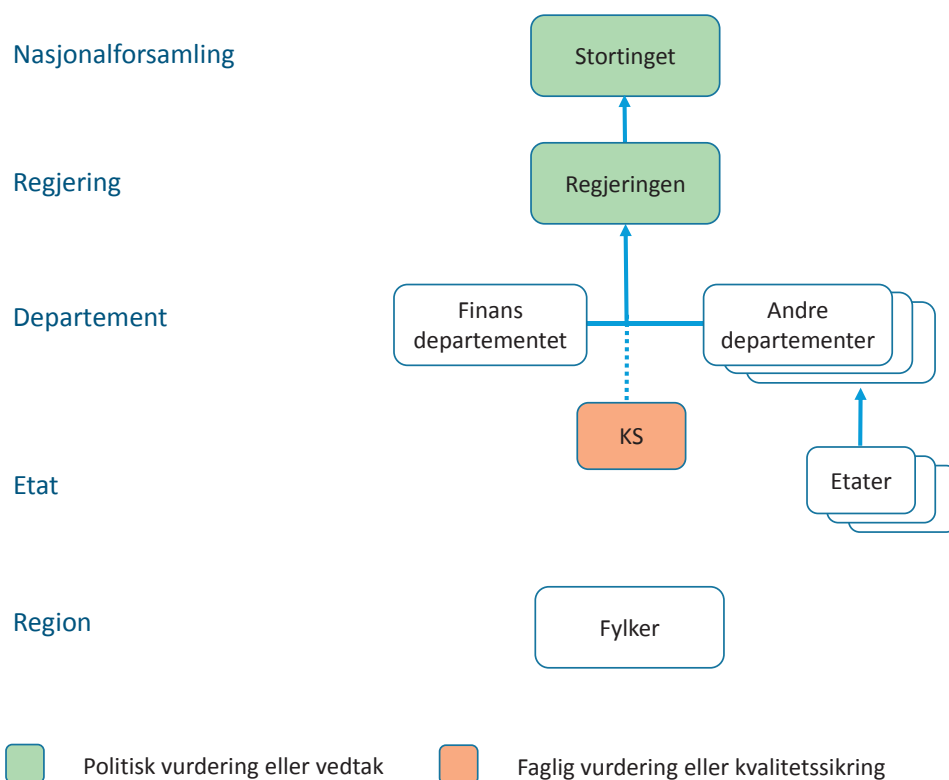 Nasjonalforsamling
Stortinget
Regjering
Regjeringen
Departement
Finans
departementet
Andre
departementer
KS
Etat
Etater
Region
Fylker
Politisk vurdering eller vedtak
Faglig vurdering eller kvalitetssikring